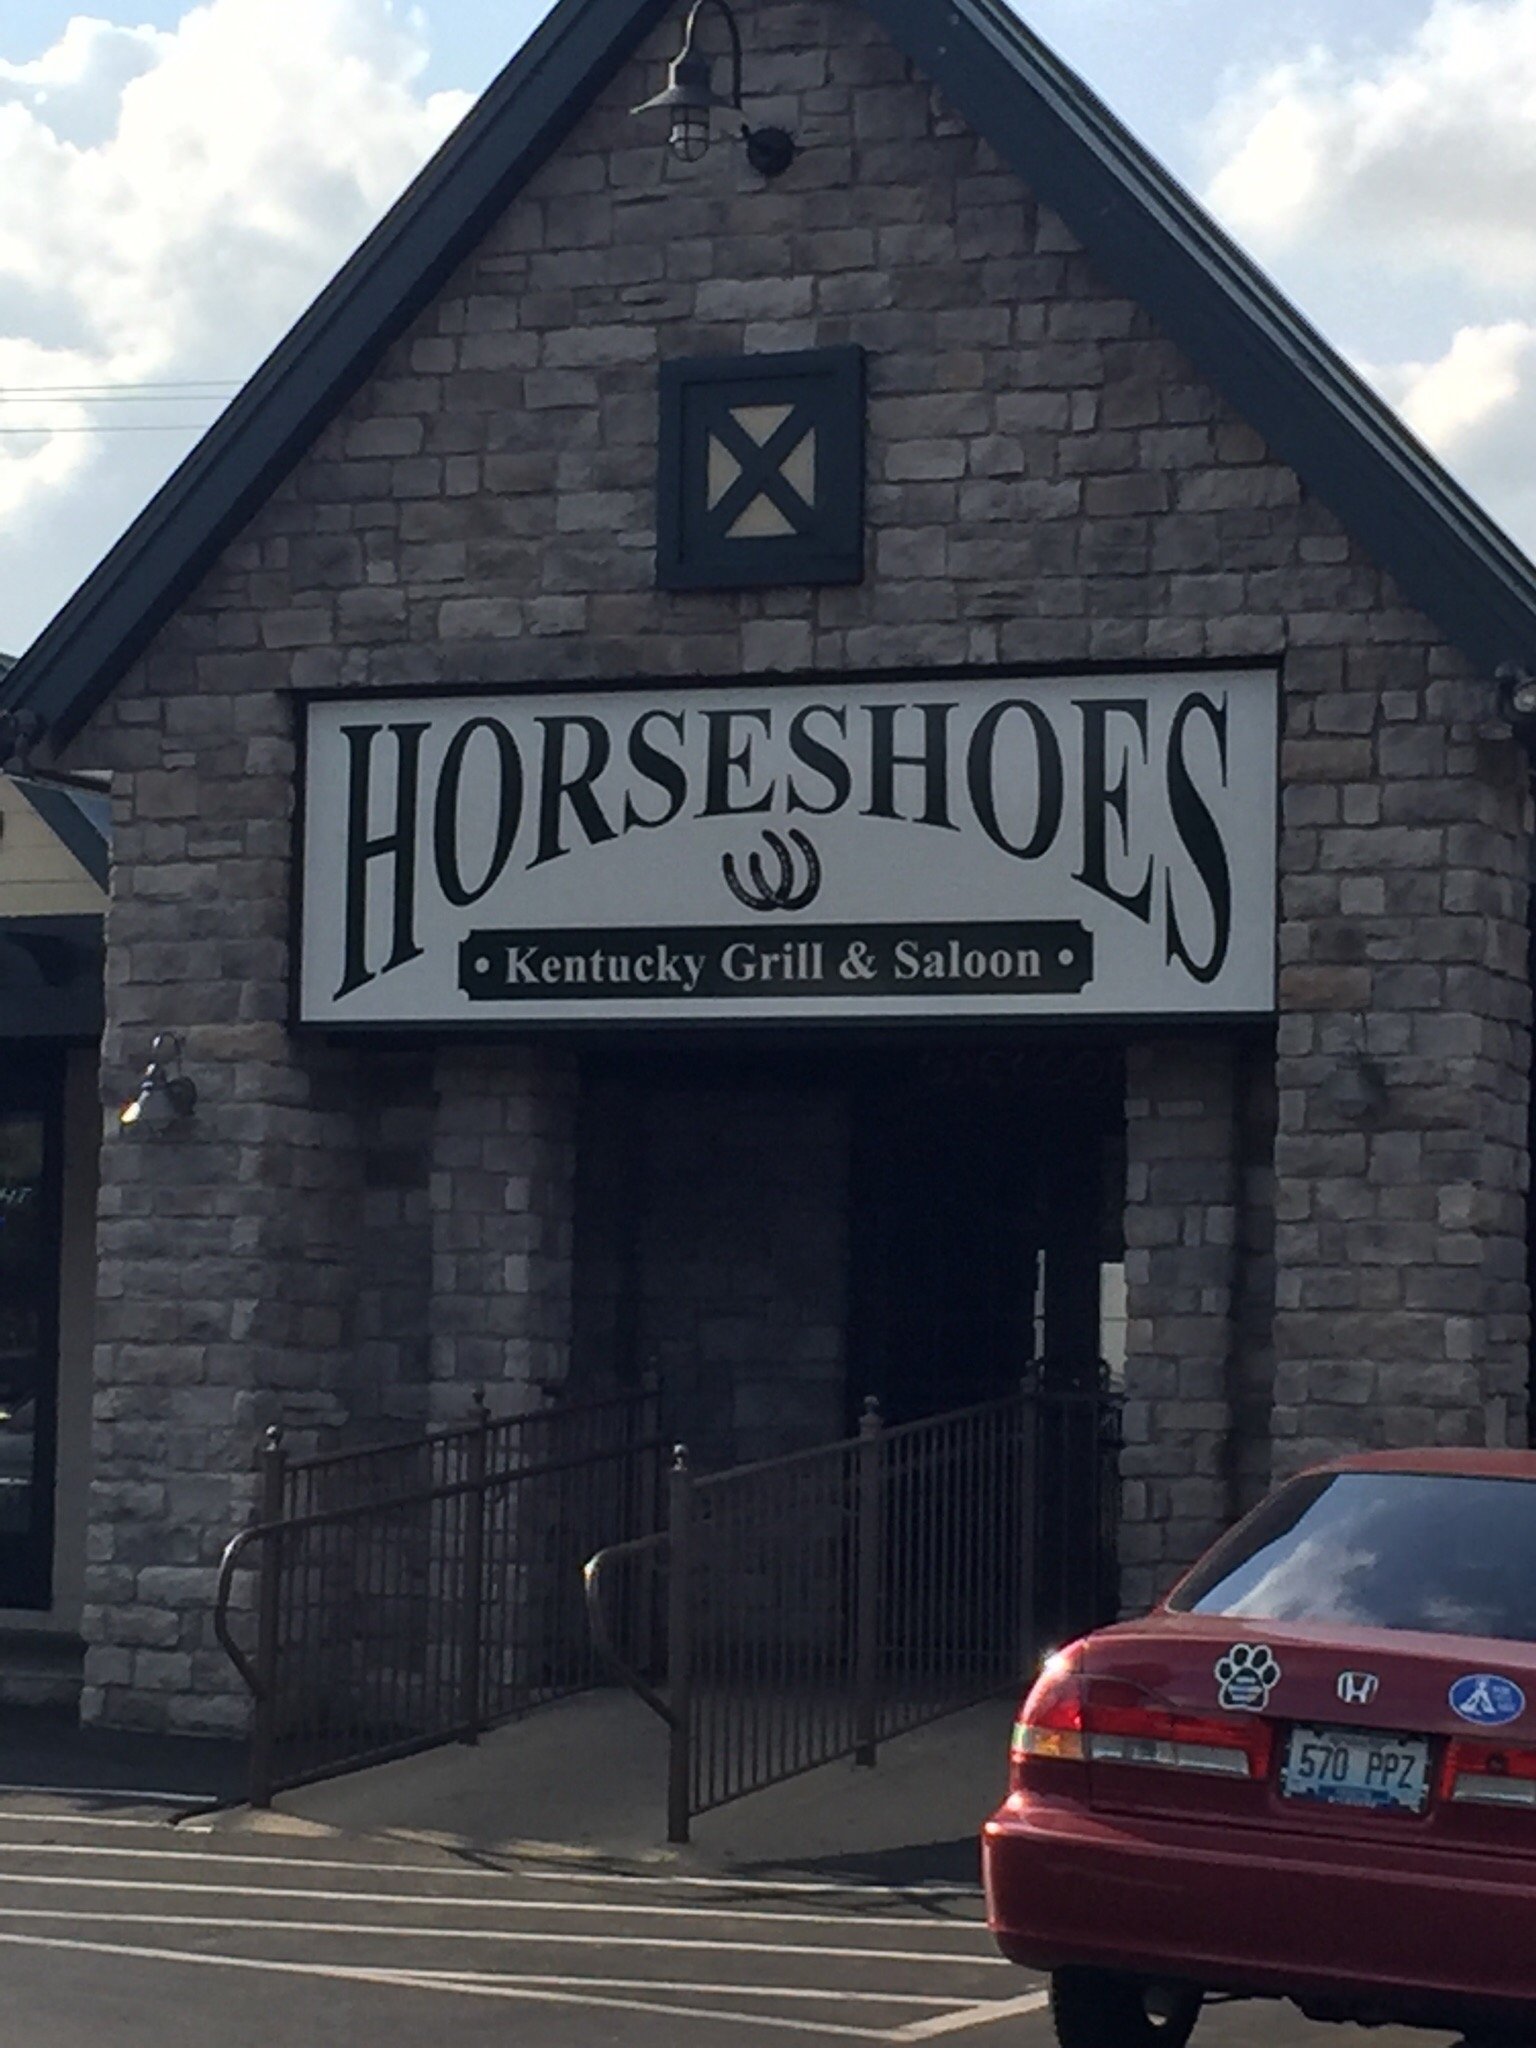 HORSESHOES
• Kentucky Grill & Saloon •
570 PPZ